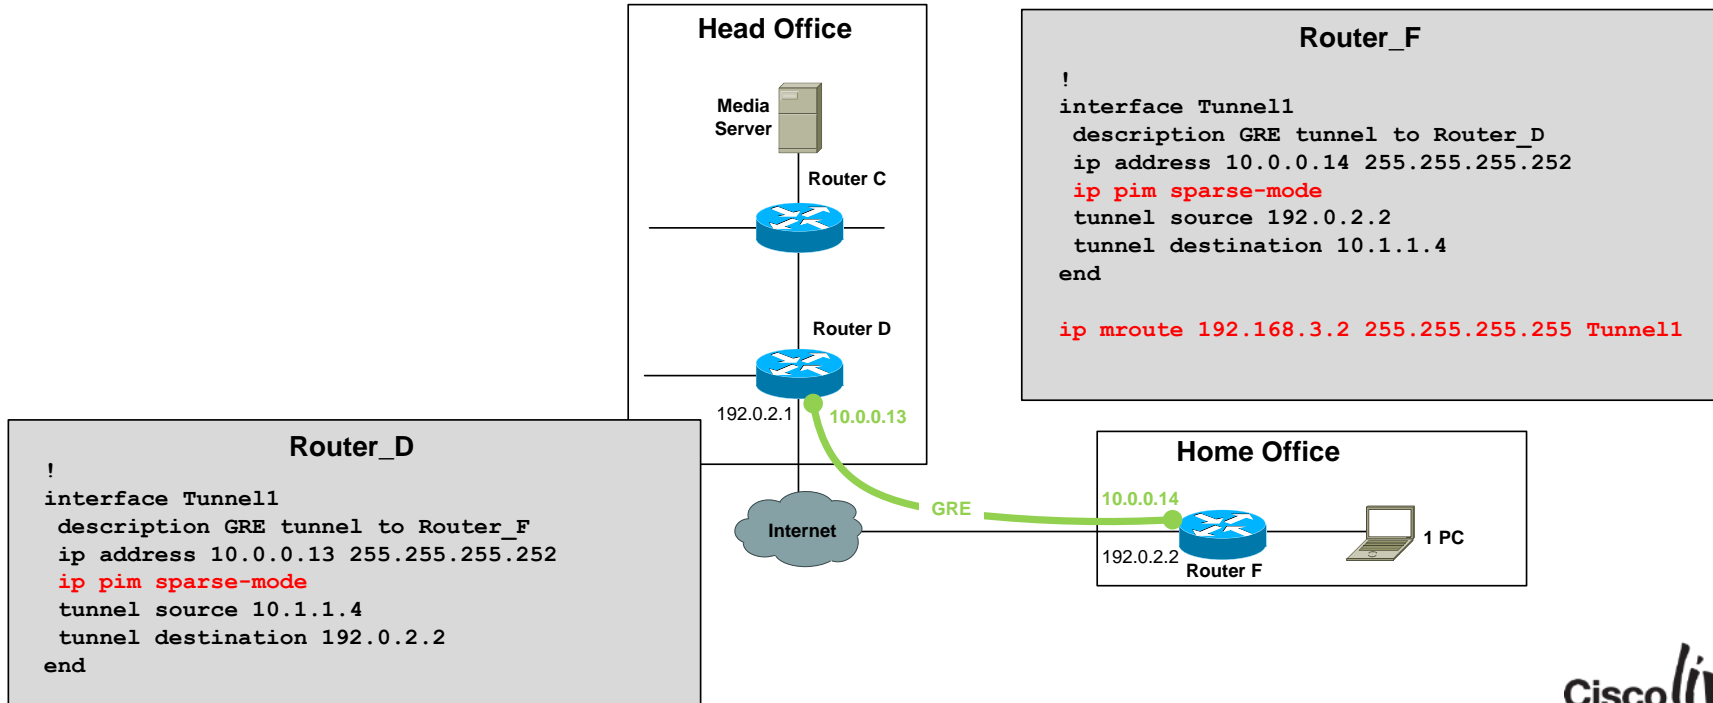 Head Office
Media
Server
Router C
Router D
192.0.2.1
10.0.0.13
Router_F
!
interface Tunnel1
description GRE tunnel to Router_D
ip address 10.0.0.14 255.255.255.252
ip pim sparse-mode
tunnel source 192.0.2.2
tunnel destination 10.1.1.4
end
ip mroute 192.168.3.2 255.255.255.255 Tunnel1
Router_D
!
interface Tunnel1
description GRE tunnel to Router_F
ip address 10.0.0.13 255.255.255.252
ip pim sparse-mode
tunnel source 10.1.1.4
tunnel destination 192.0.2.2
end
Internet
GRE
Home Office
10.0.0.14
192.0.2.2
Router F
1 PC
Cisco